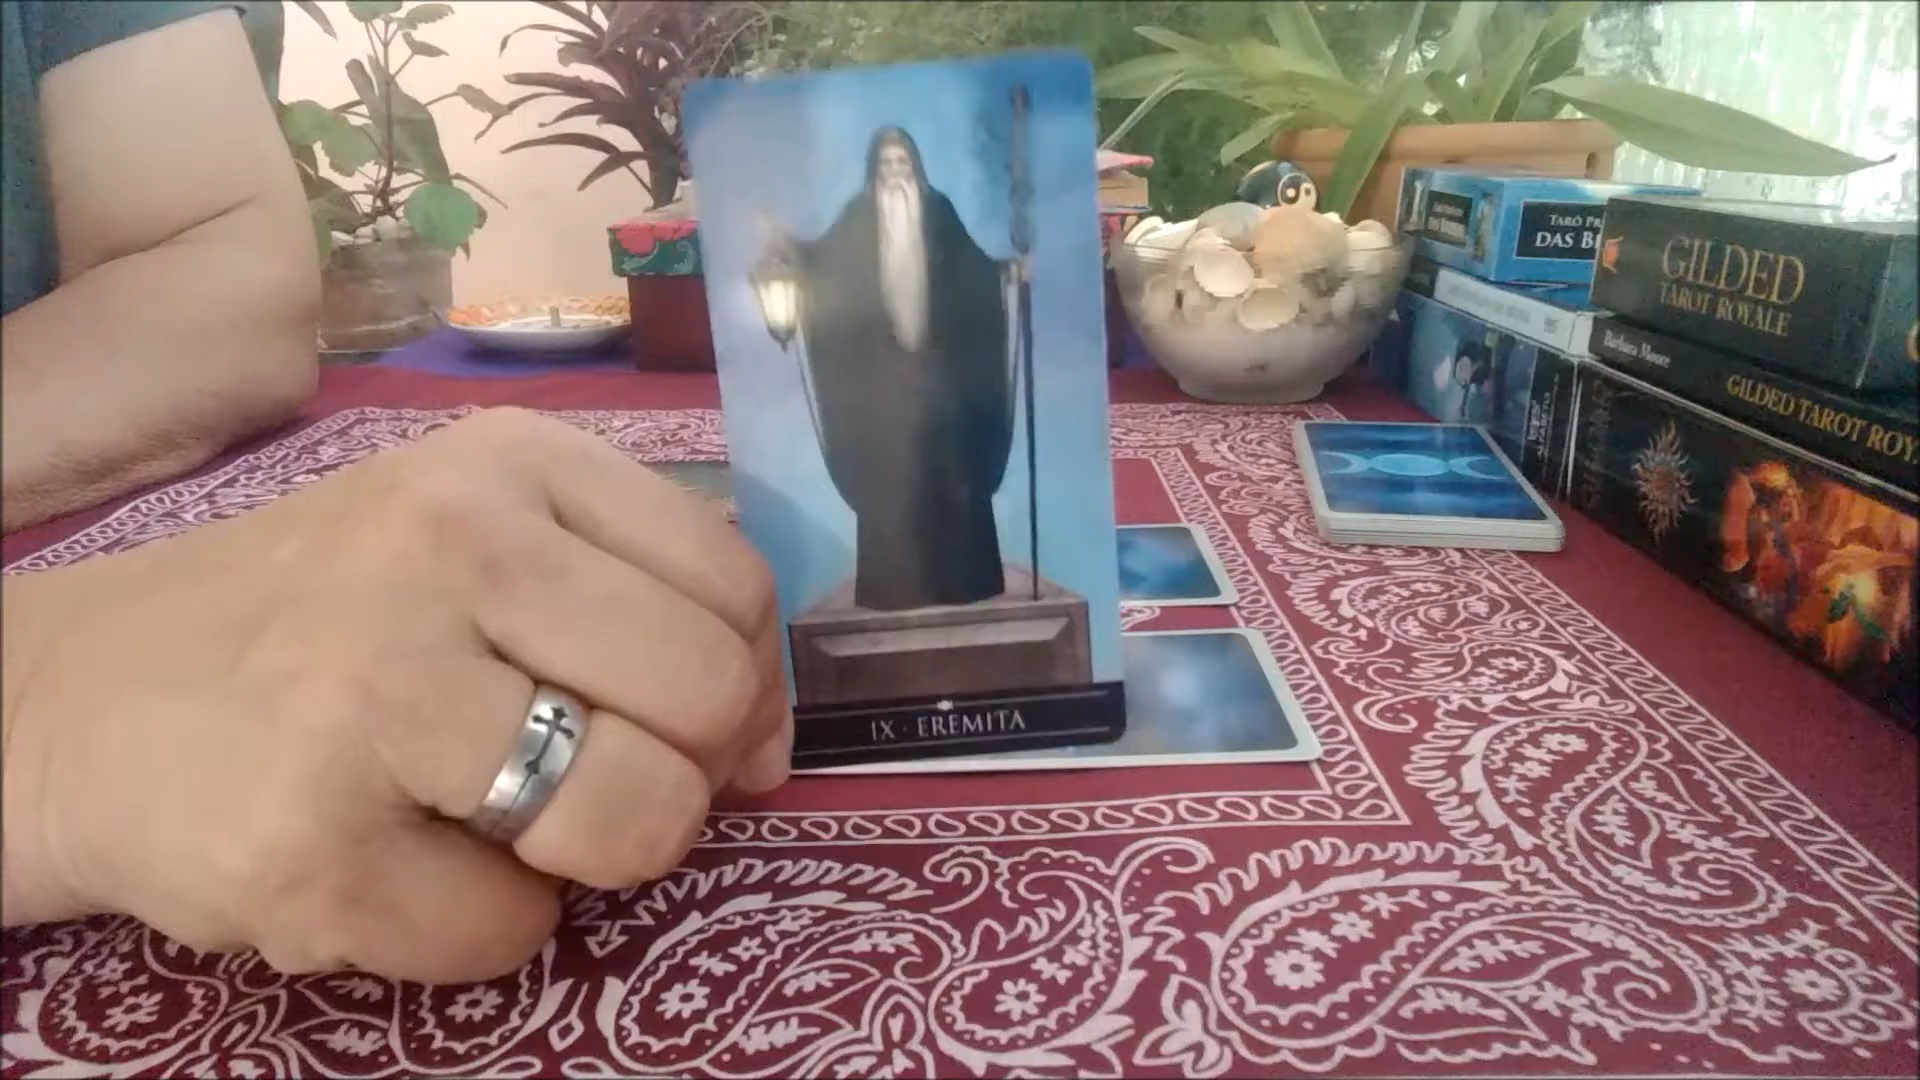 IX · EREMITA
TARÔ PR
DAS B
GILDED
TAROT ROYALE
Barbara Moore
GILDED TAROT ROY